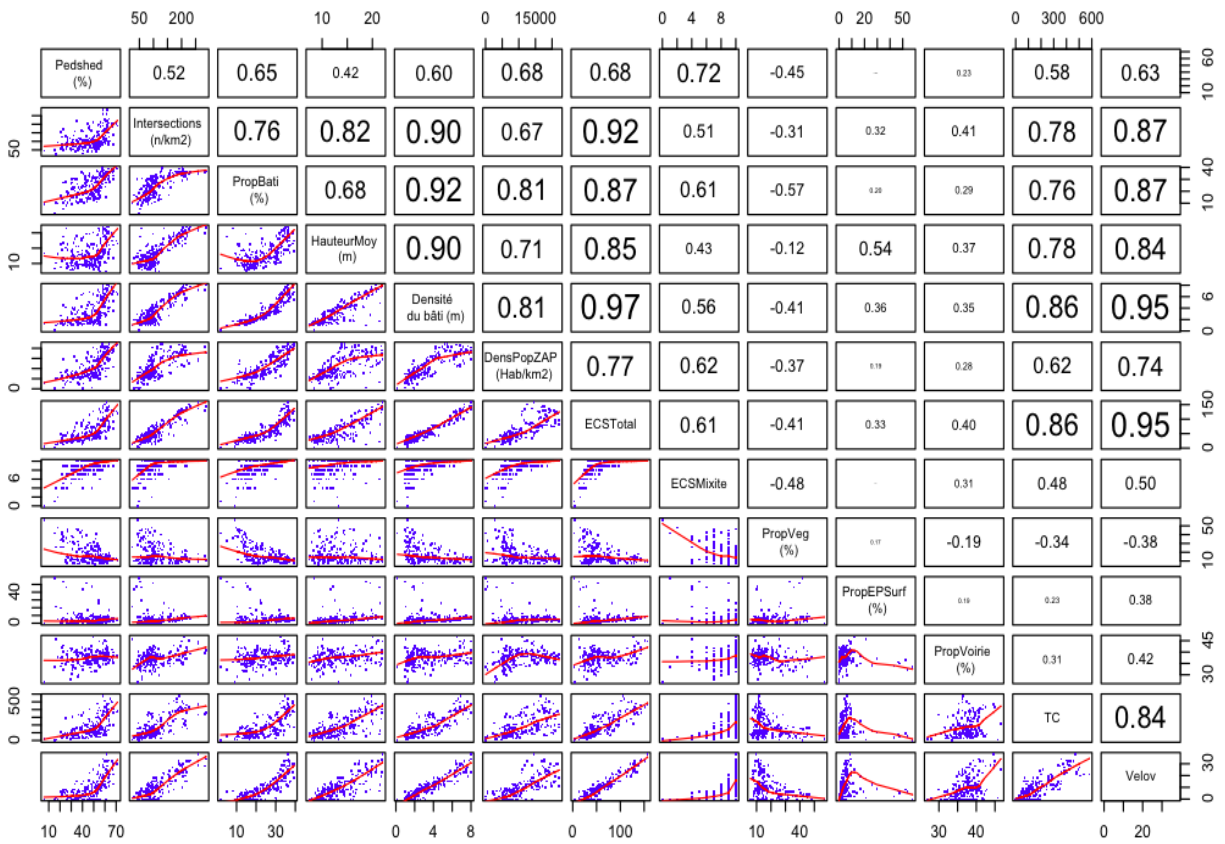 50 200 10 20 0 15000 0 4 8 0 20 50 0 300 600
Pedshed 0.52 0.65 0.42 0.60 0.68 0.68 0.72 -0.45 - 0.23 0.58 0.63 10 60
(%)
Intersections 0.76 0.82 0.90 0.67 0.92 0.51 -0.31 0.32 0.41 0.78 0.87
(n/km2)
50
PropBati 0.68 0.92 0.81 0.87 0.61 -0.57 0.20 0.29 0.76 0.87 10 40
(%)
HauteurMoy 0.90 0.71 0.85 0.43 -0.12 0.54 0.37 0.78 0.84
(m)
10
Densité 0.81 0.97 0.56 -0.41 0.36 0.35 0.86 0.95 0 6
du bâti (m)
DensPopZAP 0.77 0.62 -0.37 0.19 0.28 0.62 0.74
(Hab/km2)
0
ECSTotal 0.61 -0.41 0.33 0.40 0.86 0.95 0 150
0 6 ECSMixite -0.48 - 0.31 0.48 0.50
PropVeg 0.17 -0.19 -0.34 -0.38 10 50
(%)
0 40 PropEPSurf 0.19 0.23 0.38
(%)
PropVoirie 0.31 0.42 30 45
(%)
0 500 TC 0.84
Velov 0 30
10 40 70 10 30 0 4 8 0 100 10 40 30 40 0 20